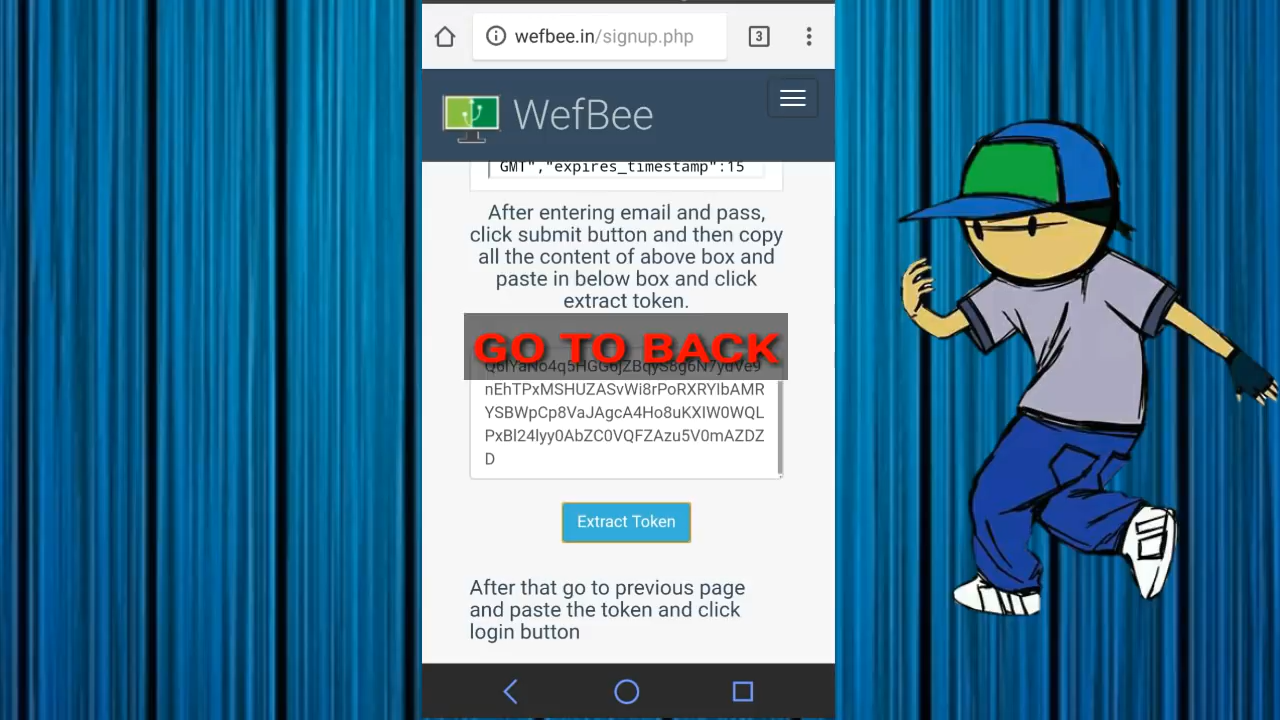 wefbee.in/signup.php
3
WefBee
GMT","expires_timestamp":15
After entering email and pass,
click submit button and then copy
all the content of above box and
paste in below box and click
extract token.
GO TO BACK
nEhTPxMSHUZASvWi8rPoRXRYIbAMR
YSBWpCp8VaJAgcA4Ho8uKXIW0WQL
PxBl24lyy0AbZC0VQFZAzu5V0mAZDZ
D
Extract Token
After that go to previous page
and paste the token and click
login button